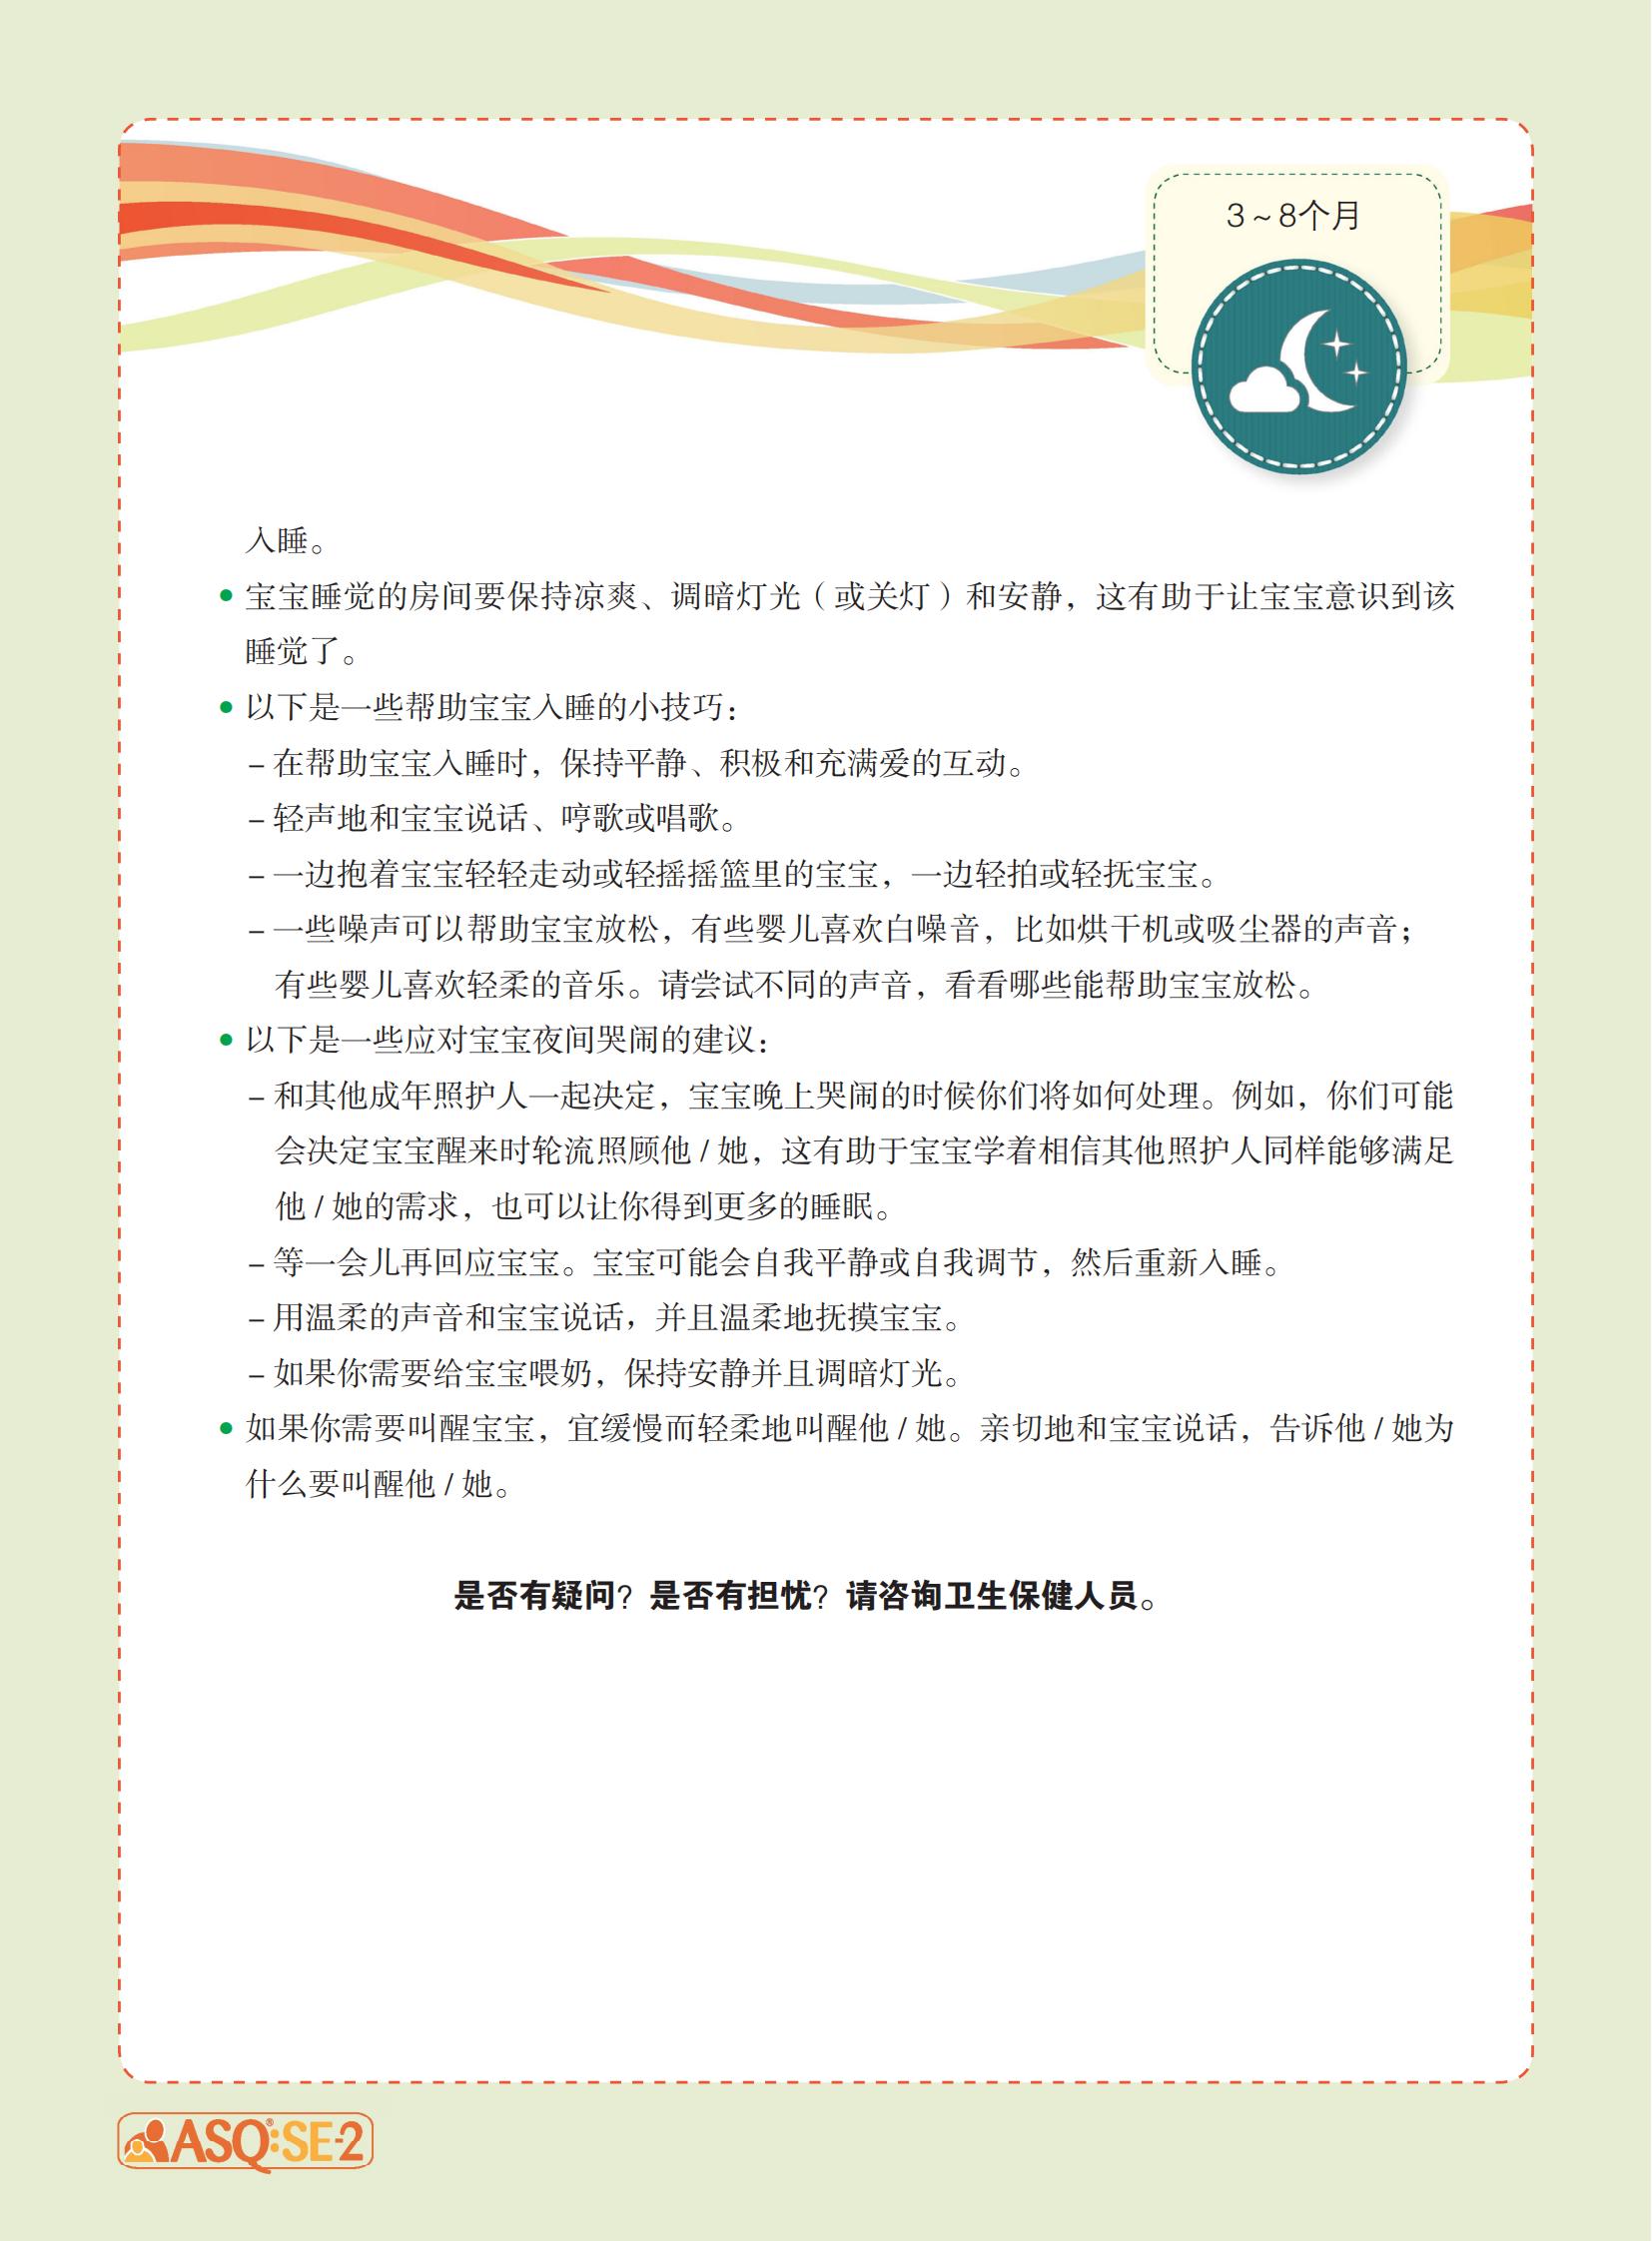 3～8个月
入睡。
• 宝宝睡觉的房间要保持凉爽、调暗灯光（或关灯）和安静，这有助于让宝宝意识到该
睡觉了。
• 以下是一些帮助宝宝入睡的小技巧：
– 在帮助宝宝入睡时，保持平静、积极和充满爱的互动。
– 轻声地和宝宝说话、哼歌或唱歌。
– 一边抱着宝宝轻轻走动或轻摇摇篮里的宝宝，一边轻拍或轻抚宝宝。
– 一些噪声可以帮助宝宝放松，有些婴儿喜欢白噪音，比如烘干机或吸尘器的声音；
有些婴儿喜欢轻柔的音乐。请尝试不同的声音，看看哪些能帮助宝宝放松。
• 以下是一些应对宝宝夜间哭闹的建议：
– 和其他成年照护人一起决定，宝宝晚上哭闹的时候你们将如何处理。例如，你们可能
会决定宝宝醒来时轮流照顾他 / 她，这有助于宝宝学着相信其他照护人同样能够满足
他 / 她的需求，也可以让你得到更多的睡眠。
– 等一会儿再回应宝宝。宝宝可能会自我平静或自我调节，然后重新入睡。
– 用温柔的声音和宝宝说话，并且温柔地抚摸宝宝。
– 如果你需要给宝宝喂奶，保持安静并且调暗灯光。
• 如果你需要叫醒宝宝，宜缓慢而轻柔地叫醒他 / 她。亲切地和宝宝说话，告诉他 / 她为
什么要叫醒他 / 她。
是否有疑问？是否有担忧？请咨询卫生保健人员。
ASQ®:SE-2